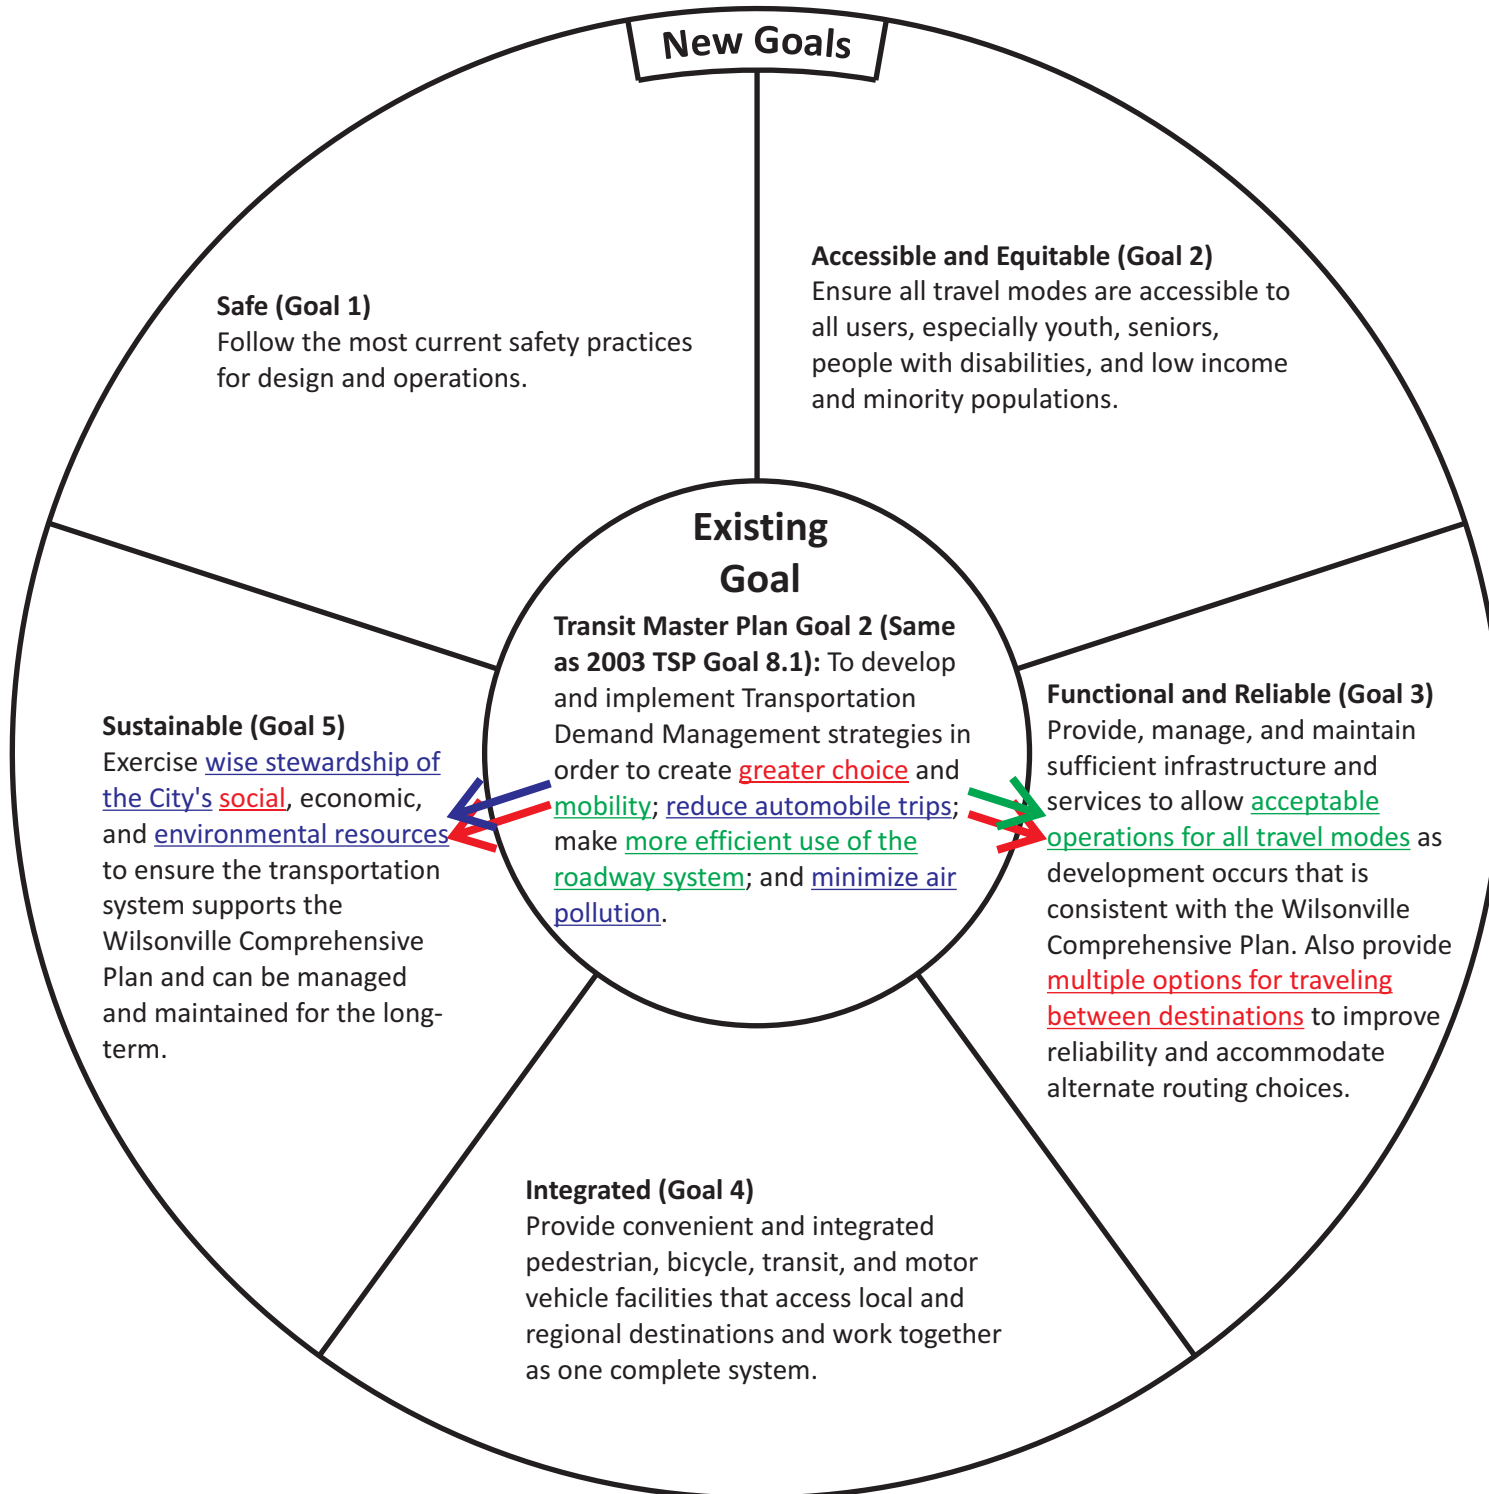 New Goals
Safe (Goal 1)
Follow the most current safety practices
for design and operations.
Accessible and Equitable (Goal 2)
Ensure all travel modes are accessible to
all users, especially youth, seniors,
people with disabilities, and low income
and minority populations.
Existing
Goal
Transit Master Plan Goal 2 (Same
as 2003 TSP Goal 8.1): To develop
and implement Transportation
Demand Management strategies in
order to create greater choice and
mobility; reduce automobile trips;
make more efficient use of the
roadway system; and minimize air
pollution.
Functional and Reliable (Goal 3)
Provide, manage, and maintain
sufficient infrastructure and
services to allow acceptable
operations for all travel modes as
development occurs that is
consistent with the Wilsonville
Comprehensive Plan. Also provide
multiple options for traveling
between destinations to improve
reliability and accommodate
alternate routing choices.
Sustainable (Goal 5)
Exercise wise stewardship of
the City's social, economic,
and environmental resources
to ensure the transportation
system supports the
Wilsonville Comprehensive
Plan and can be managed
and maintained for the long-
term.
Integrated (Goal 4)
Provide convenient and integrated
pedestrian, bicycle, transit, and motor
vehicle facilities that access local and
regional destinations and work together
as one complete system.